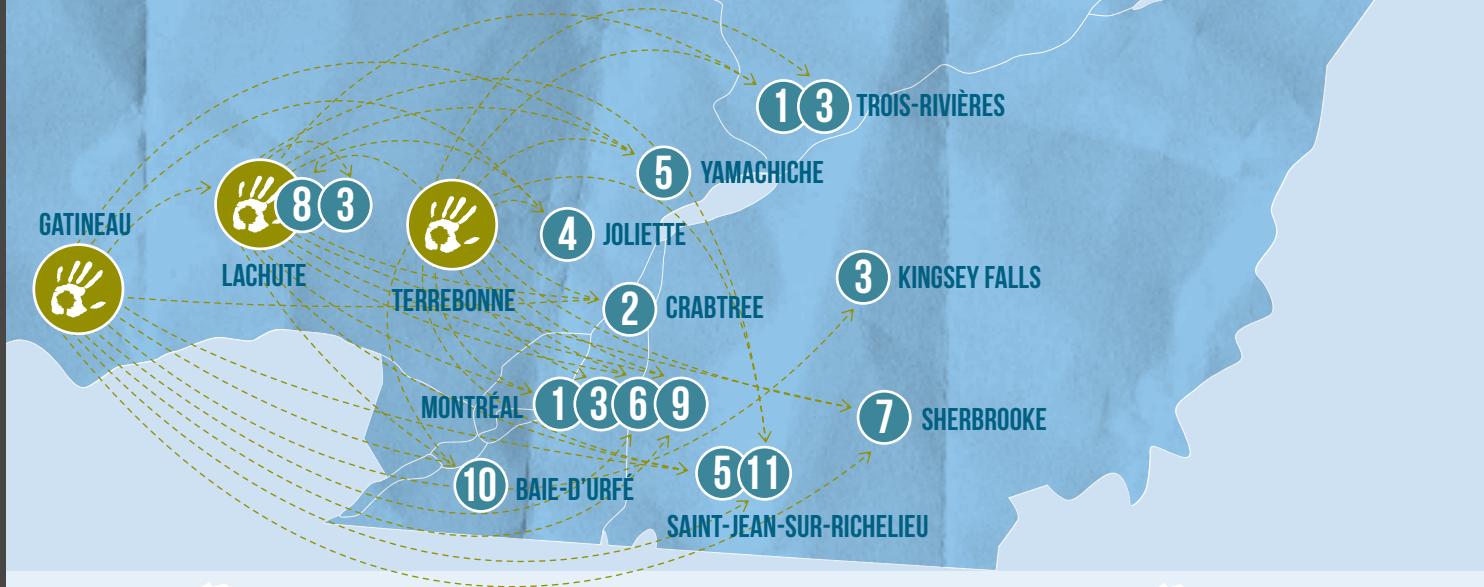 1 3 TROIS-RIVIÈRES
5 YAMACHICHE
8 3
GATINEAU
4 JOLIETTE
LACHUTE
3 KINGSEY FALLS
TERREBONNE
2 CRABTREE
MONTRÉAL 1 3 6 9
7 SHERBROOKE
5 11
10 BAIE-D'URFÉ
SAINT-JEAN-SUR-RICHELIEU